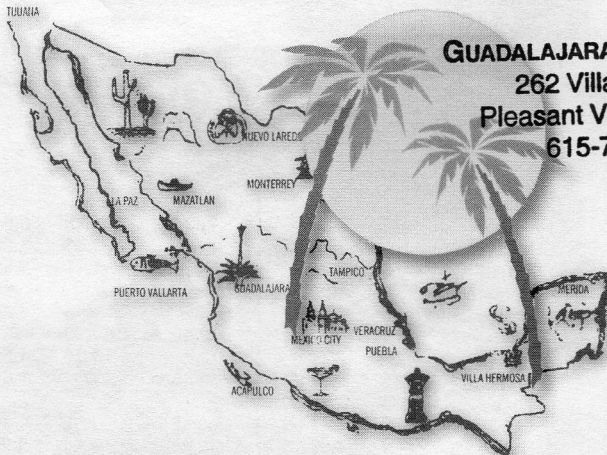 TIJUANA
GUADALAJARA
262 Villa
Pleasant V
615-7
NUEVO LAREDO
MONTERREY
LA PAZ
MAZATLAN
TAMPICO
GUADALAJARA
PUERTO VALLARTA
MERIDA
VERACRUZ
MEXICO CITY
PUEBLA
VILLA HERMOSA
ACAPULCO